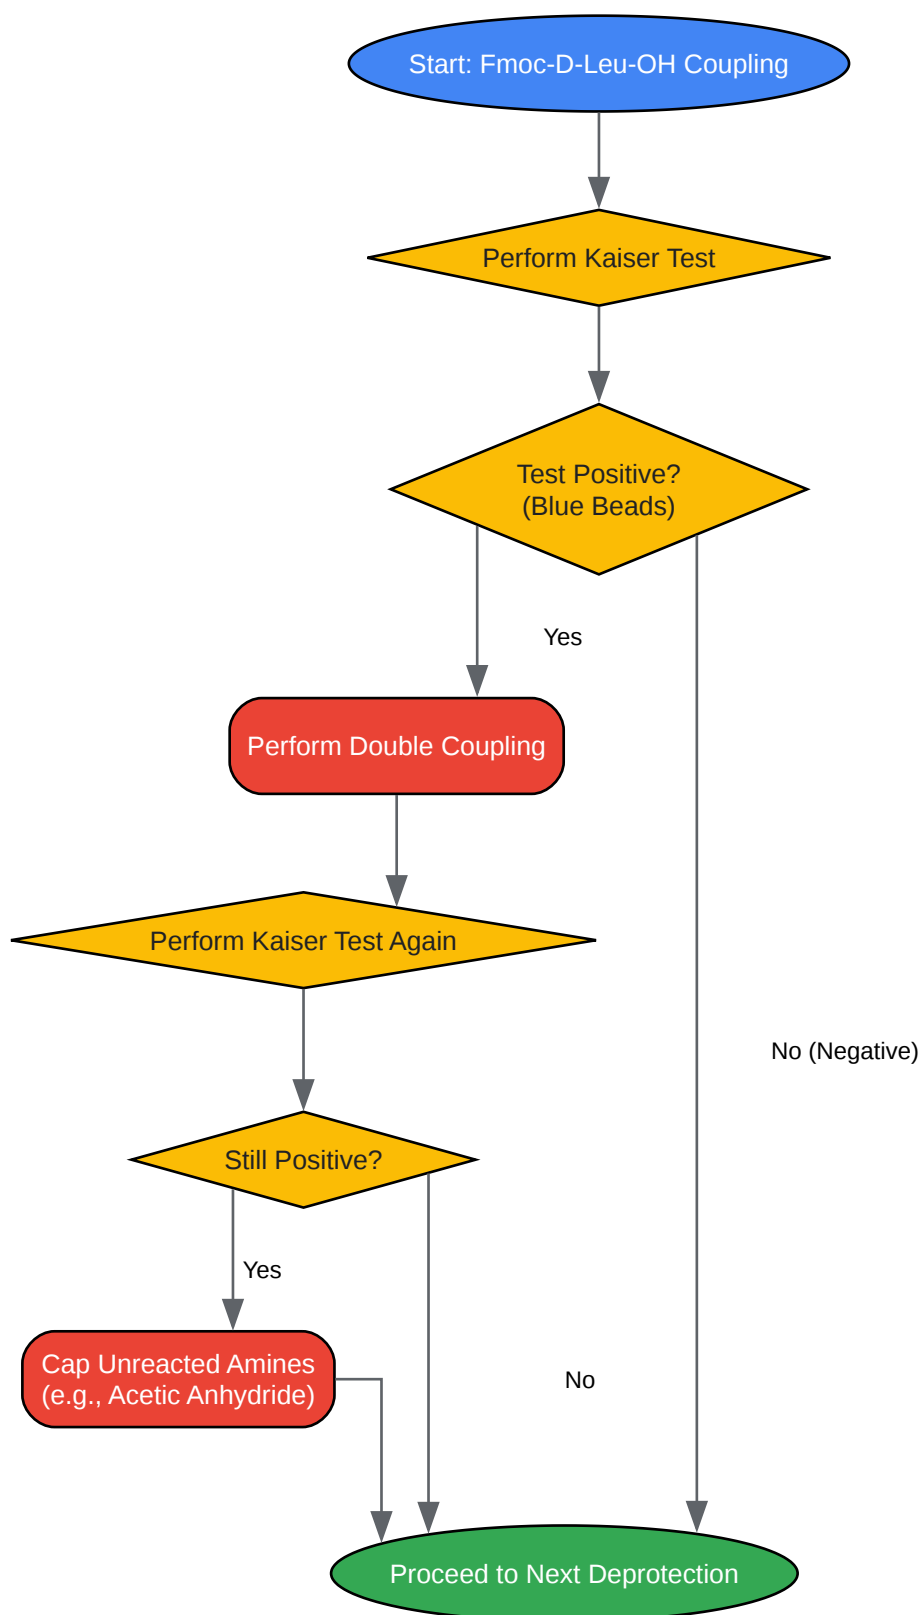 Start: Fmoc-D-Leu-OH Coupling
Perform Kaiser Test
Test Positive?
(Blue Beads)
Yes
Perform Double Coupling
Perform Kaiser Test Again
No (Negative)
Still Positive?
Yes
Cap Unreacted Amines
(e.g., Acetic Anhydride)
No
Proceed to Next Deprotection